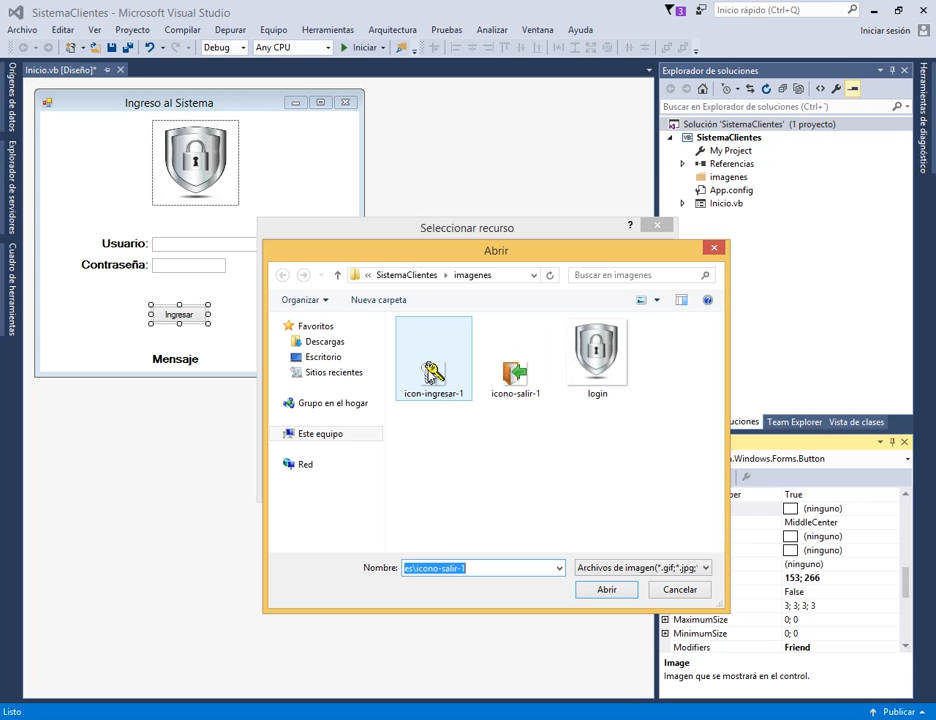 SistemaClientes - Microsoft Visual Studio
3
Inicio rápido (Ctrl+Q)
Archivo Editar Ver Proyecto Compilar Depurar Equipo Herramientas Arquitectura Pruebas Analizar Ventana Ayuda
Iniciar sesión
Debug Any CPU Iniciar
Orígenes de datos
Explorador de servidores
Cuadro de herramientas
Inicio.vb [Diseño]*
Ingreso al Sistema
Usuario:
Contraseña:
Ingresar
Mensaje
Seleccionar recurso
?
Abrir
« SistemaClientes imagenes
Buscar en imagenes
Organizar
Nueva carpeta
Favoritos
Descargas
Escritorio
Sitios recientes
Grupo en el hogar
Este equipo
Red
icon-ingresar-1
icono-salir-1
login
Nombre: es\icono-salir-1
Archivos de imagen(*.gif;*.jpg;*
Abrir
Cancelar
Explorador de soluciones
Buscar en Explorador de soluciones (Ctrl+')
Solución 'SistemaClientes' (1 proyecto)
VB SistemaClientes
My Project
Referencias
imagenes
App.config
Inicio.vb
Herramientas de diagnóstico
uciones Team Explorer Vista de clases
.Windows.Forms.Button
ber True
(ninguno)
MiddleCenter
(ninguno)
(ninguno)
(ninguno)
153; 266
False
3; 3; 3; 3
MaximumSize 0; 0
MinimumSize 0; 0
Modifiers Friend
Image
Imagen que se mostrará en el control.
Listo
Publicar